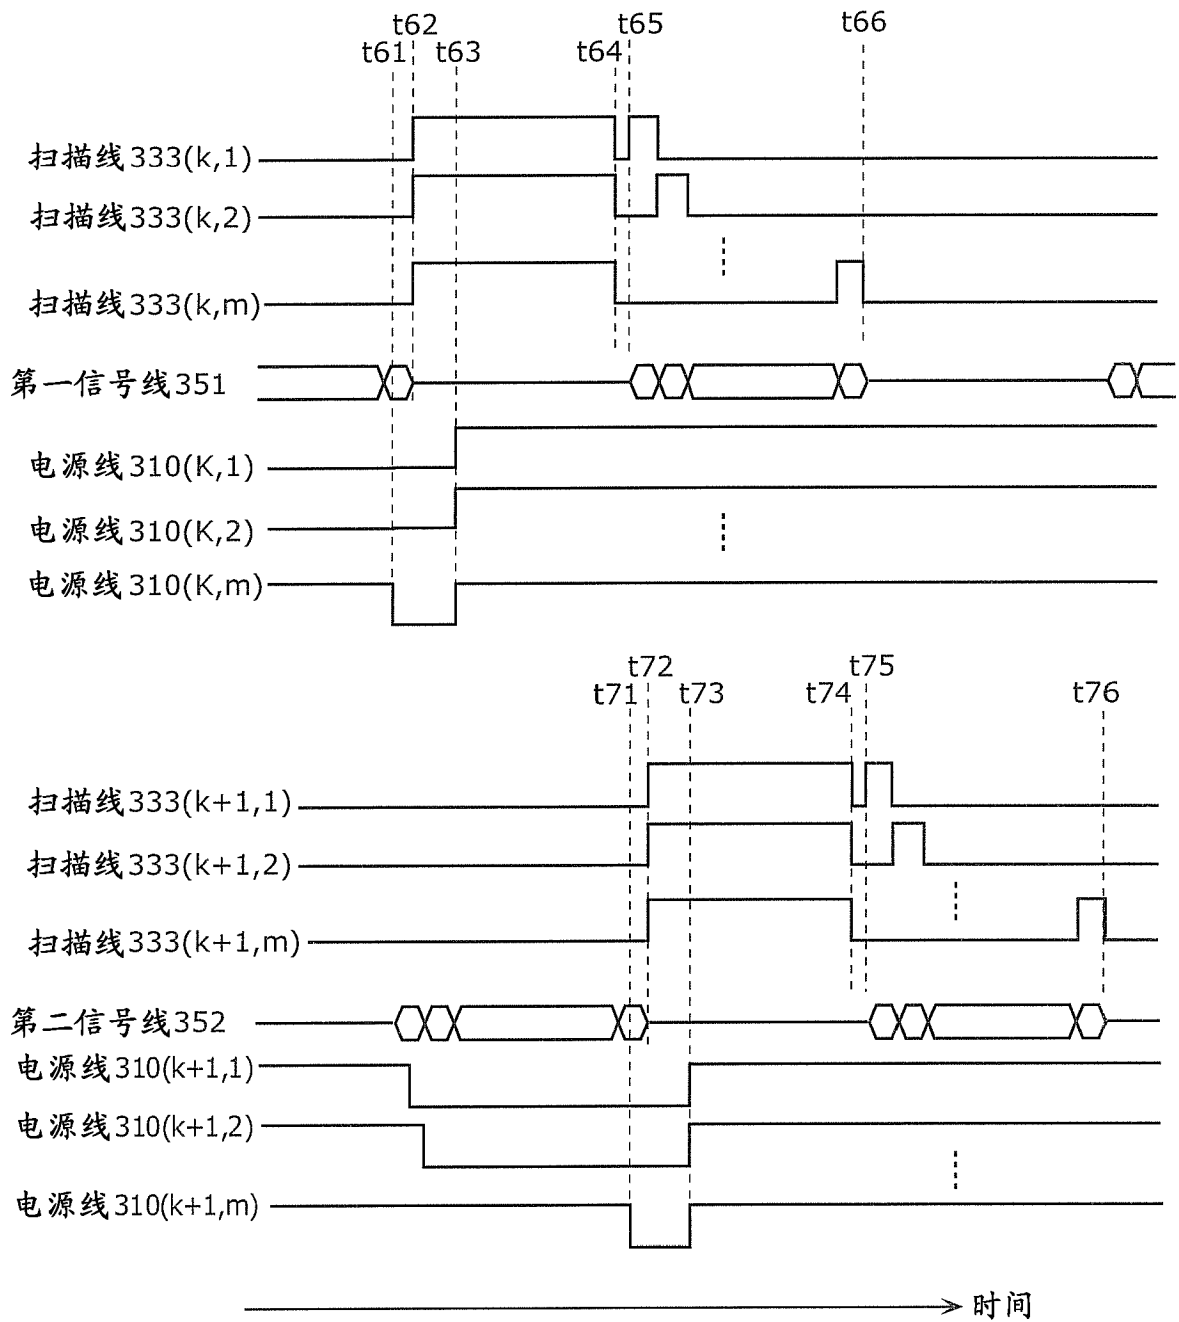 t62 t65 t66
t61 t63 t64
扫描线333(k,1)
扫描线333(k,2)
扫描线333(k,m)
第一信号线351
电源线310(K,1)
电源线310(K,2)
电源线310(K,m)
t72 t75
t71 t73 t74 t76
扫描线333(k+1,1)
扫描线333(k+1,2)
扫描线333(k+1,m)
第二信号线352
电源线310(k+1,1)
电源线310(k+1,2)
电源线310(k+1,m)
时间